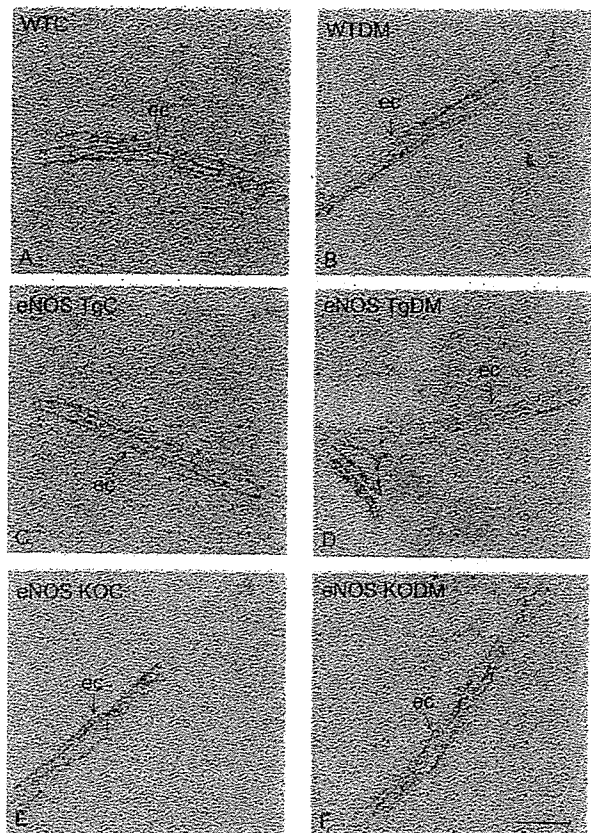 WTC
WTDM
ec
ec
A
B
eNOS TgC
eNOS TgDM
ec
ec
C
D
eNOS KOC
eNOS KODM
ec
ec
E
F